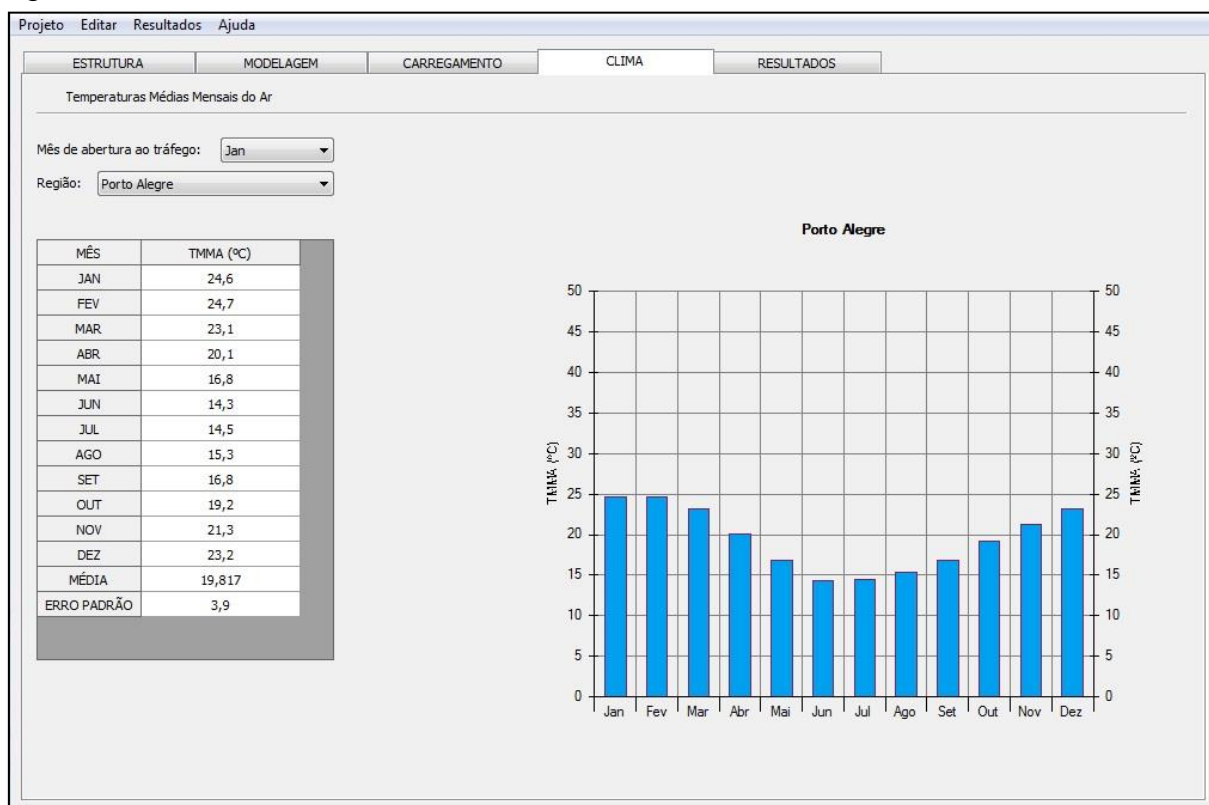 Projeto Editar Resultados Ajuda
ESTRUTURA MODELAGEM CARREGAMENTO CLIMA RESULTADOS
Temperaturas Médias Mensais do Ar
Mês de abertura ao tráfego: Jan
Região: Porto Alegre
MÊS TMMA (ºC)
JAN 24,6
FEV 24,7
MAR 23,1
ABR 20,1
MAI 16,8
JUN 14,3
JUL 14,5
AGO 15,3
SET 16,8
OUT 19,2
NOV 21,3
DEZ 23,2
MÉDIA 19,817
ERRO PADRÃO 3,9
Porto Alegre
50 50
45 45
40 40
35 35
30 30
25 25
20 20
15 15
10 10
5 5
0 0
TMMA (ºC)
TMMA (ºC)
Jan Fev Mar Abr Mai Jun Jul Ago Set Out Nov Dez